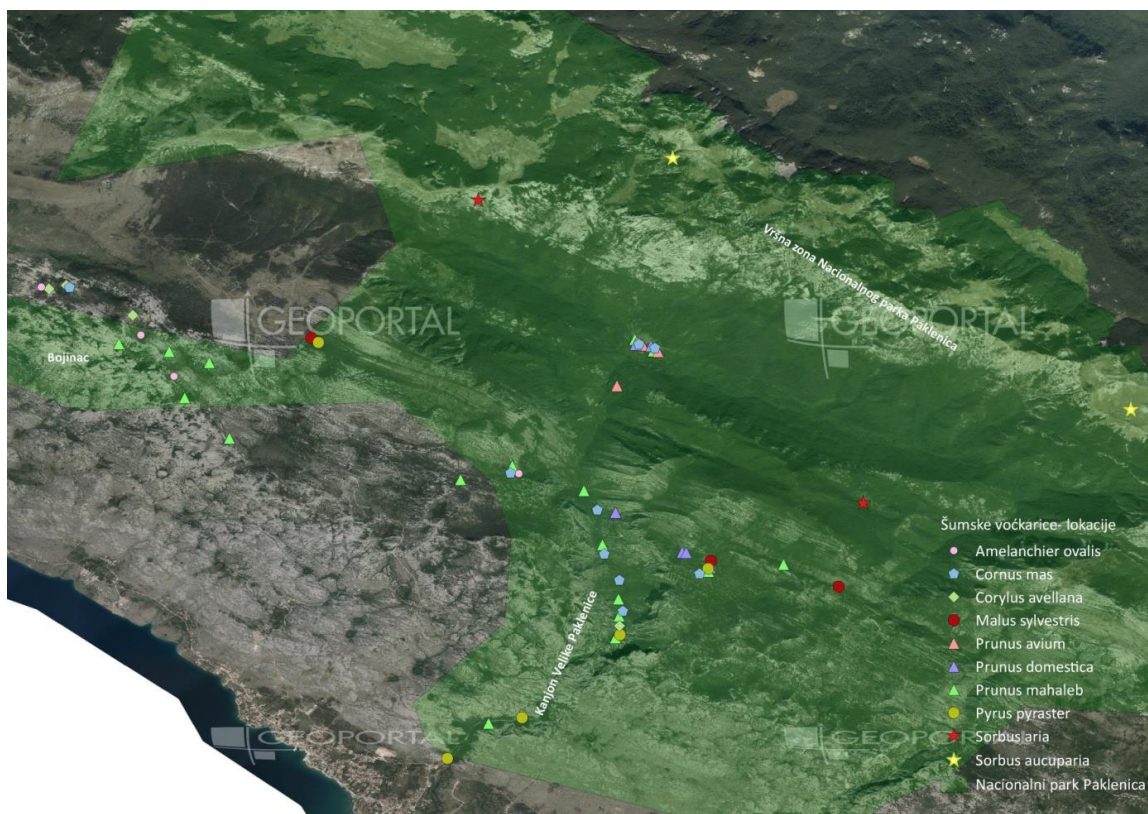 Vršna zona Nacionalnog parka Paklenica
GEOPORTAL
GEOPORTAL
Bojinac
Kanjon Velike Paklenice
GEOPORTAL
GEOPORTAL
Šumske voćkarice- lokacije
Amelanchier ovalis
Cornus mas
Corylus avellana
Malus sylvestris
Prunus avium
Prunus domestica
Prunus mahaleb
Pyrus pyraster
Sorbus aria
Sorbus aucuparia
Nacionalni park Paklenica